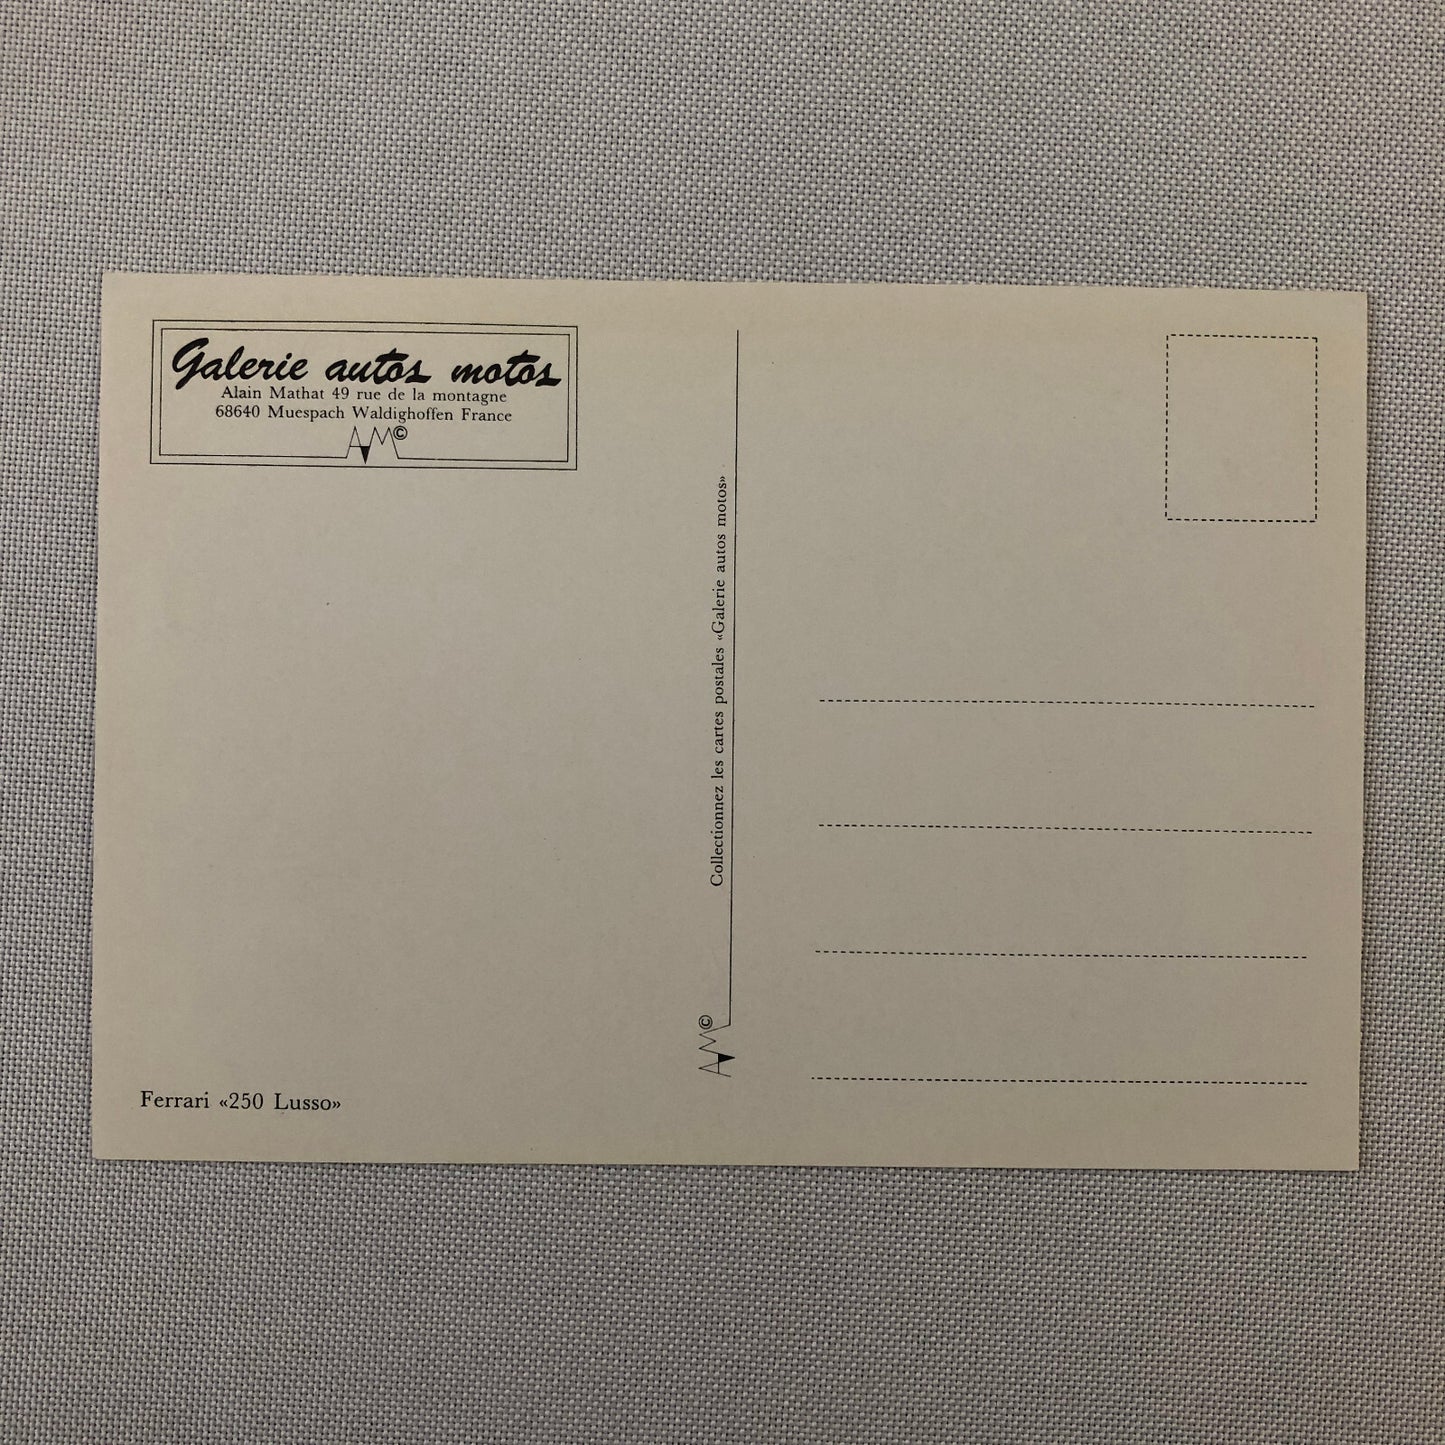 Galerie autos motos
Alain Mathat 49 rue de la montagne
68640 Muespach Waldighoffen France
AM©
Collectionnez les cartes postales «Galerie autos motos»
AM©
Ferrari «250 Lusso»